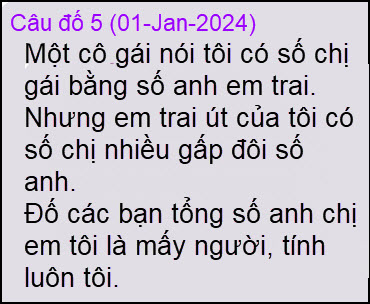 Câu đố 5 (01-Jan-2024)
Một cô gái nói tôi có số chị
gái bằng số anh em trai.
Nhưng em trai út của tôi có
số chị nhiều gấp đôi số
anh.
Đố các bạn tổng số anh chị
em tôi là mấy người, tính
luôn tôi.